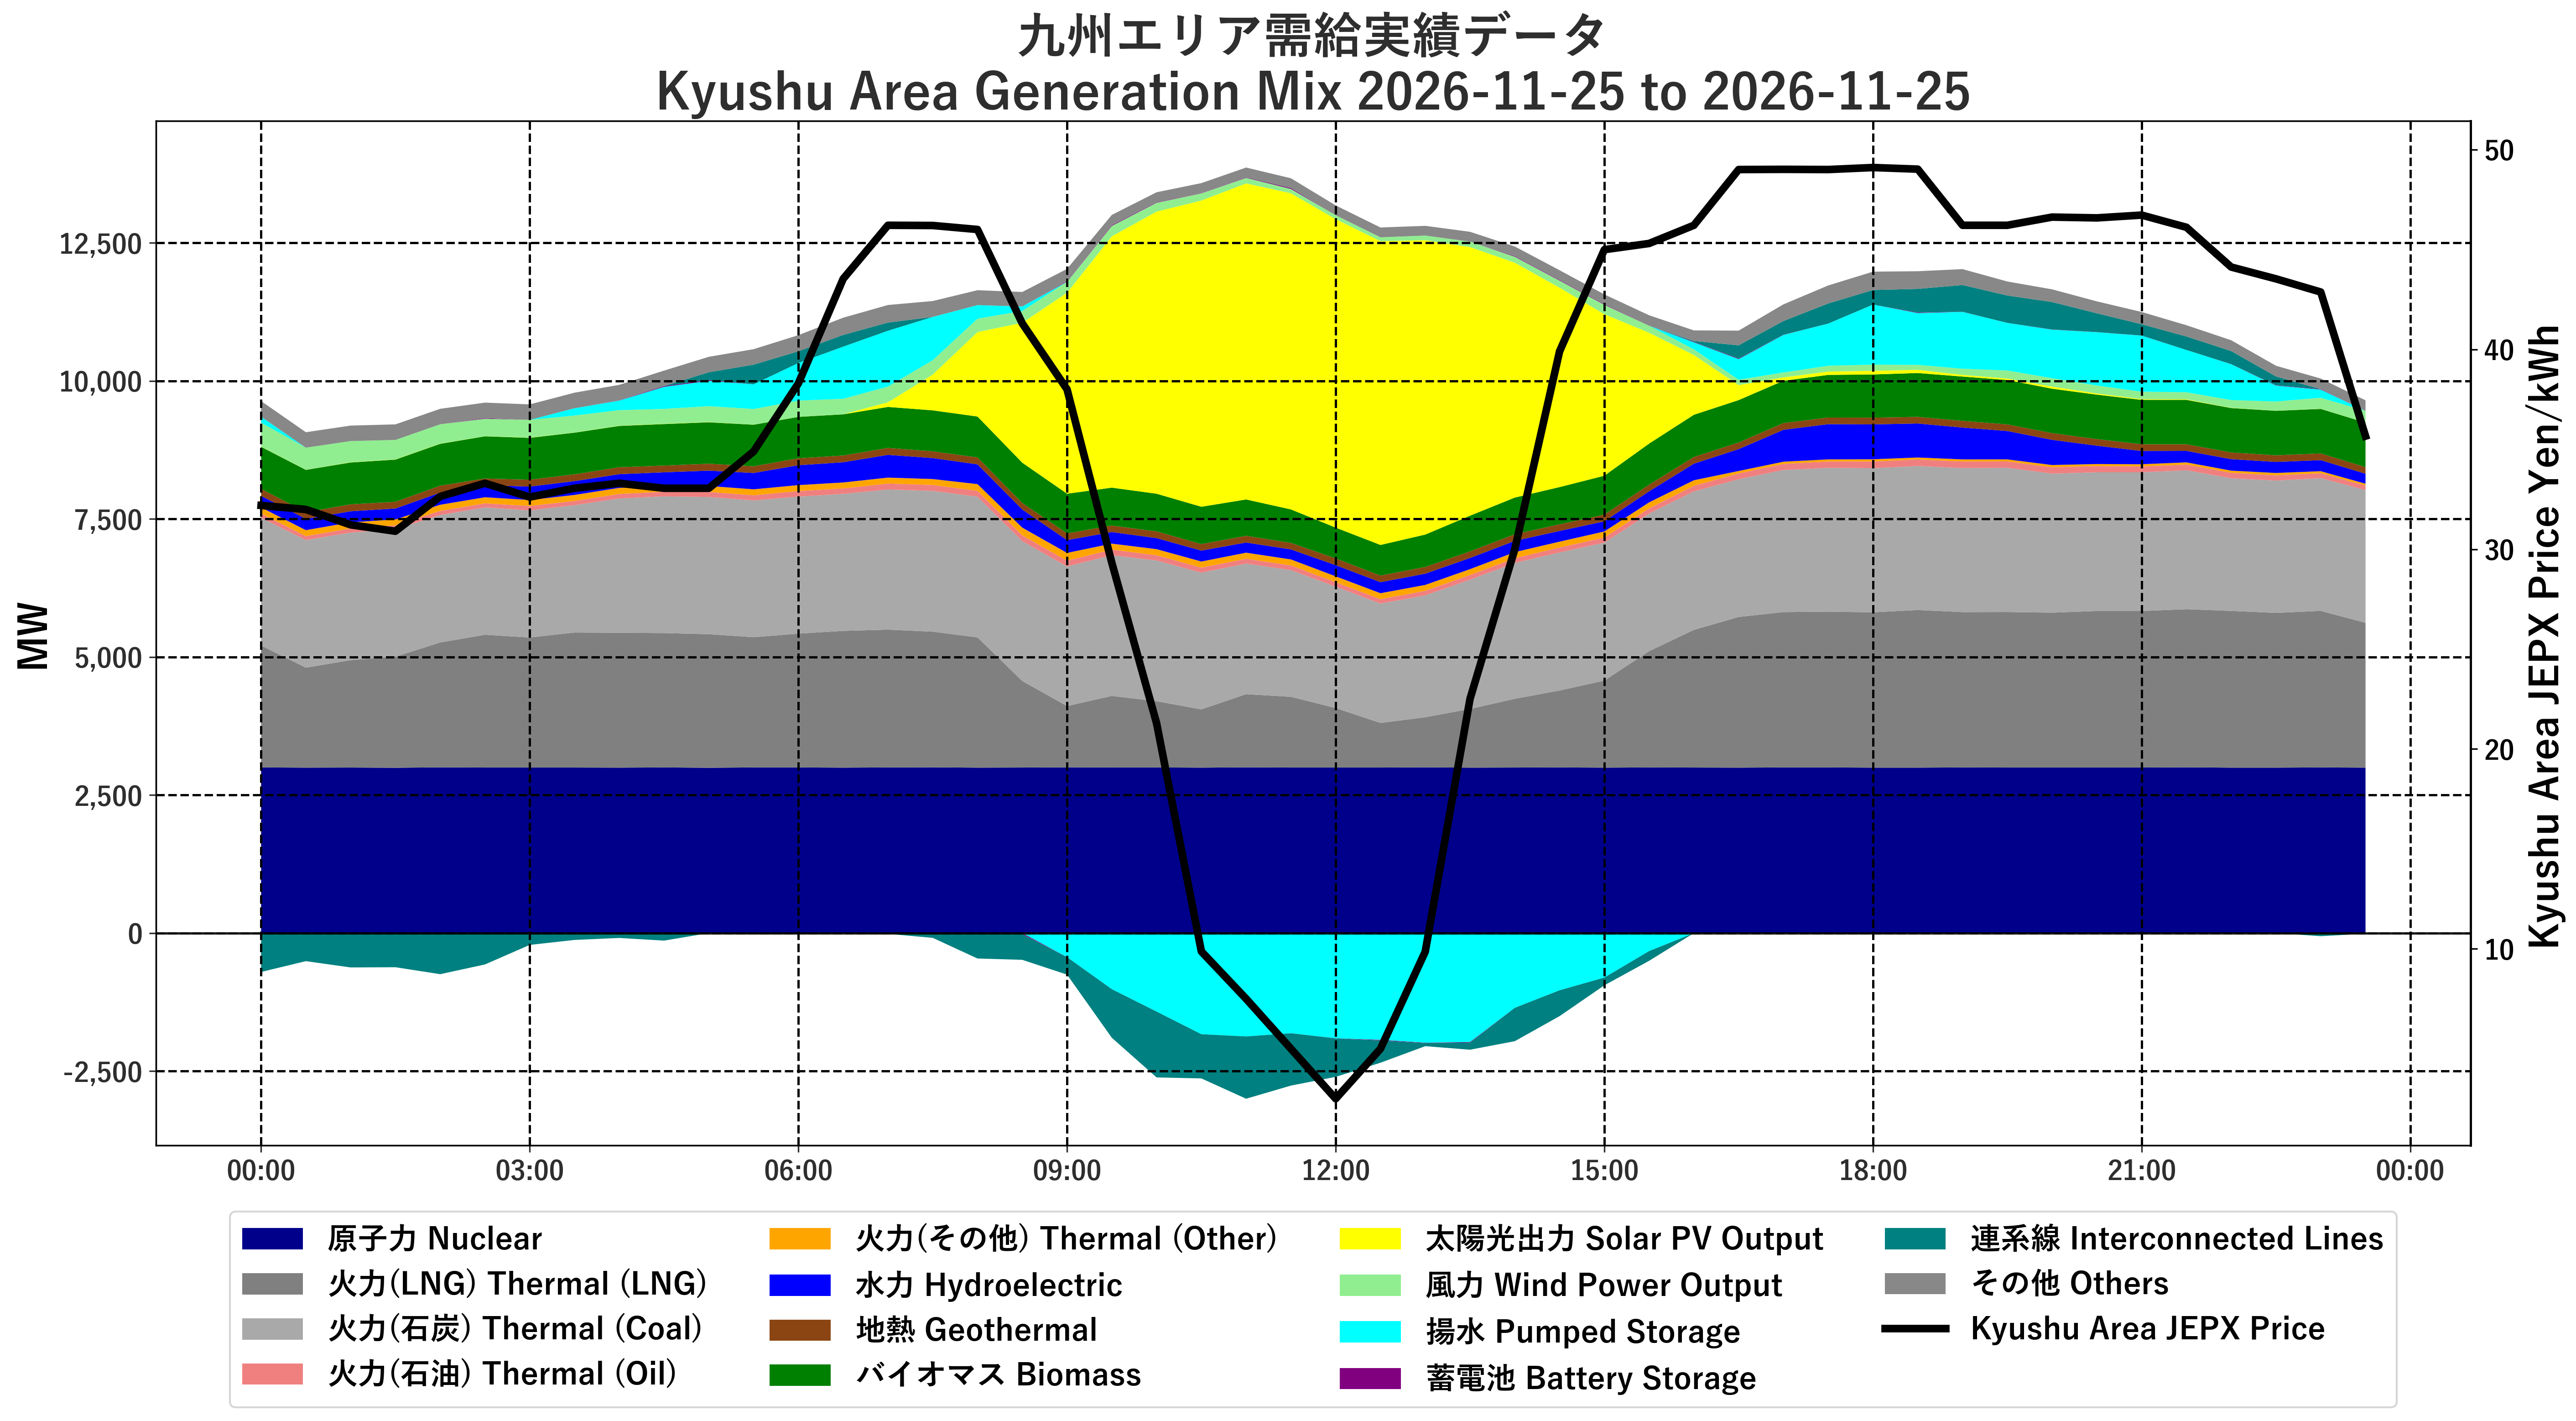 九州エリア需給実績データ
Kyushu Area Generation Mix 2026-11-25 to 2026-11-25
MW
12,500
10,000
7,500
5,000
2,500
0
-2,500
50
40
30
20
10
Kyushu Area JEPX Price Yen/kWh
00:00 03:00 06:00 09:00 12:00 15:00 18:00 21:00 00:00
原子力 Nuclear
火力(LNG) Thermal (LNG)
火力(石炭) Thermal (Coal)
火力(石油) Thermal (Oil)
火力(その他) Thermal (Other)
水力 Hydroelectric
地熱 Geothermal
バイオマス Biomass
太陽光出力 Solar PV Output
風力 Wind Power Output
揚水 Pumped Storage
蓄電池 Battery Storage
連系線 Interconnected Lines
その他 Others
Kyushu Area JEPX Price